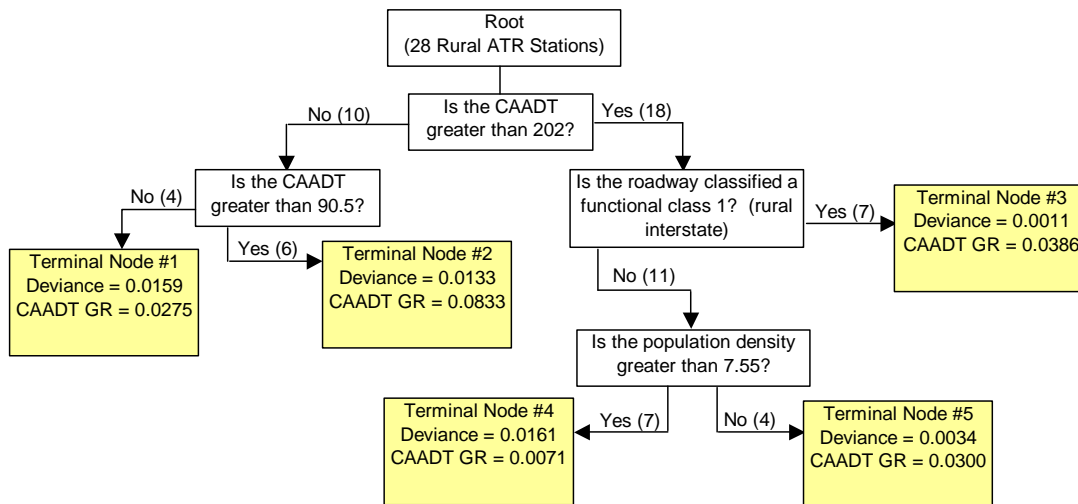 Root
(28 Rural ATR Stations)
No (10)
Is the CAADT
greater than 202?
Yes (18)
No (4)
Is the CAADT
greater than 90.5?
Is the roadway classified a
functional class 1? (rural
interstate)
Yes (7)
Terminal Node #3
Deviance = 0.0011
CAADT GR = 0.0386
Terminal Node #1
Deviance = 0.0159
CAADT GR = 0.0275
Yes (6)
Terminal Node #2
Deviance = 0.0133
CAADT GR = 0.0833
No (11)
Is the population density
greater than 7.55?
Terminal Node #4
Deviance = 0.0161
CAADT GR = 0.0071
Yes (7)
No (4)
Terminal Node #5
Deviance = 0.0034
CAADT GR = 0.0300